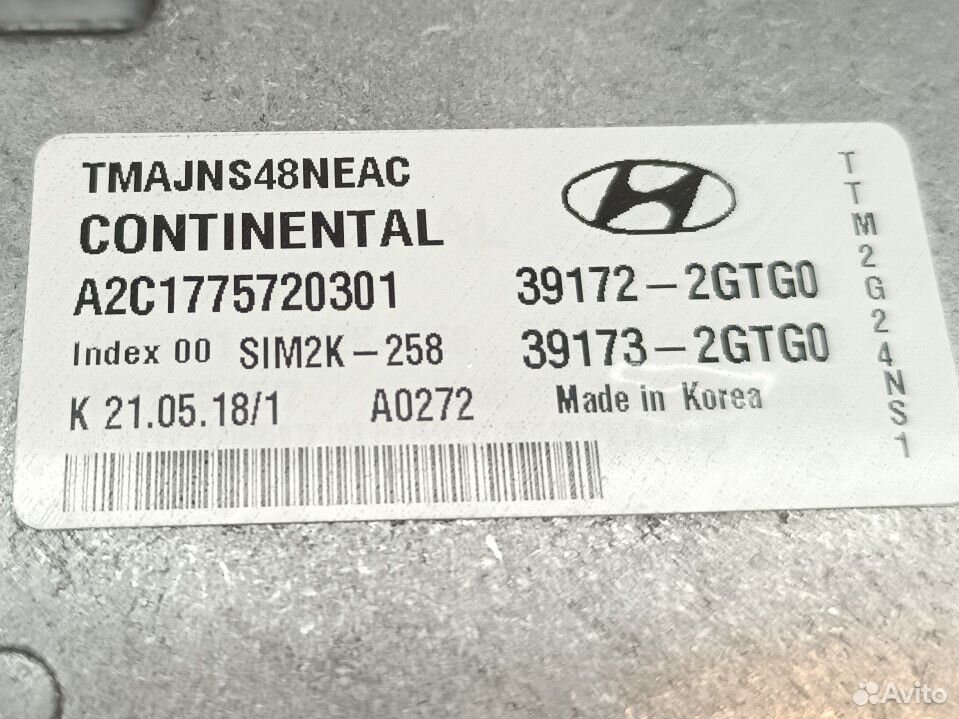 TMAJNS48NEAC
CONTINENTAL
A2C1775720301
39172-2GTG0
Index 00 SIM2K-258
39173-2GTG0
K 21.05.18/1 A0272
Made in Korea
TTM2G24NS1
Avito